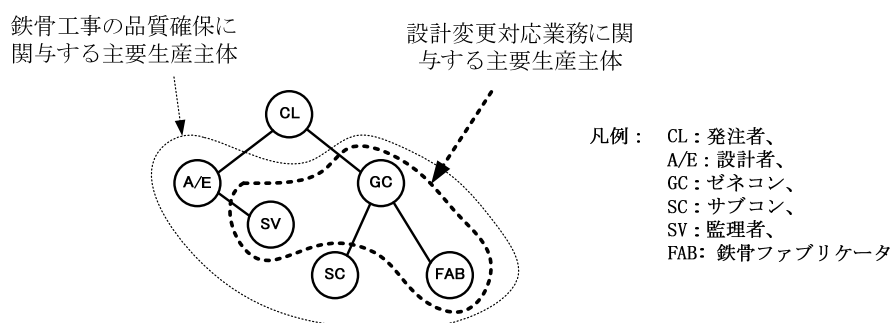 鉄骨工事の品質確保に
関与する主要生産主体
設計変更対応業務に関
与する主要生産主体
CL
A/E
GC
SV
SC
FAB
凡例： CL：発注者、
A/E：設計者、
GC：ゼネコン、
SC：サブコン、
SV：監理者、
FAB：鉄骨ファブリケータ